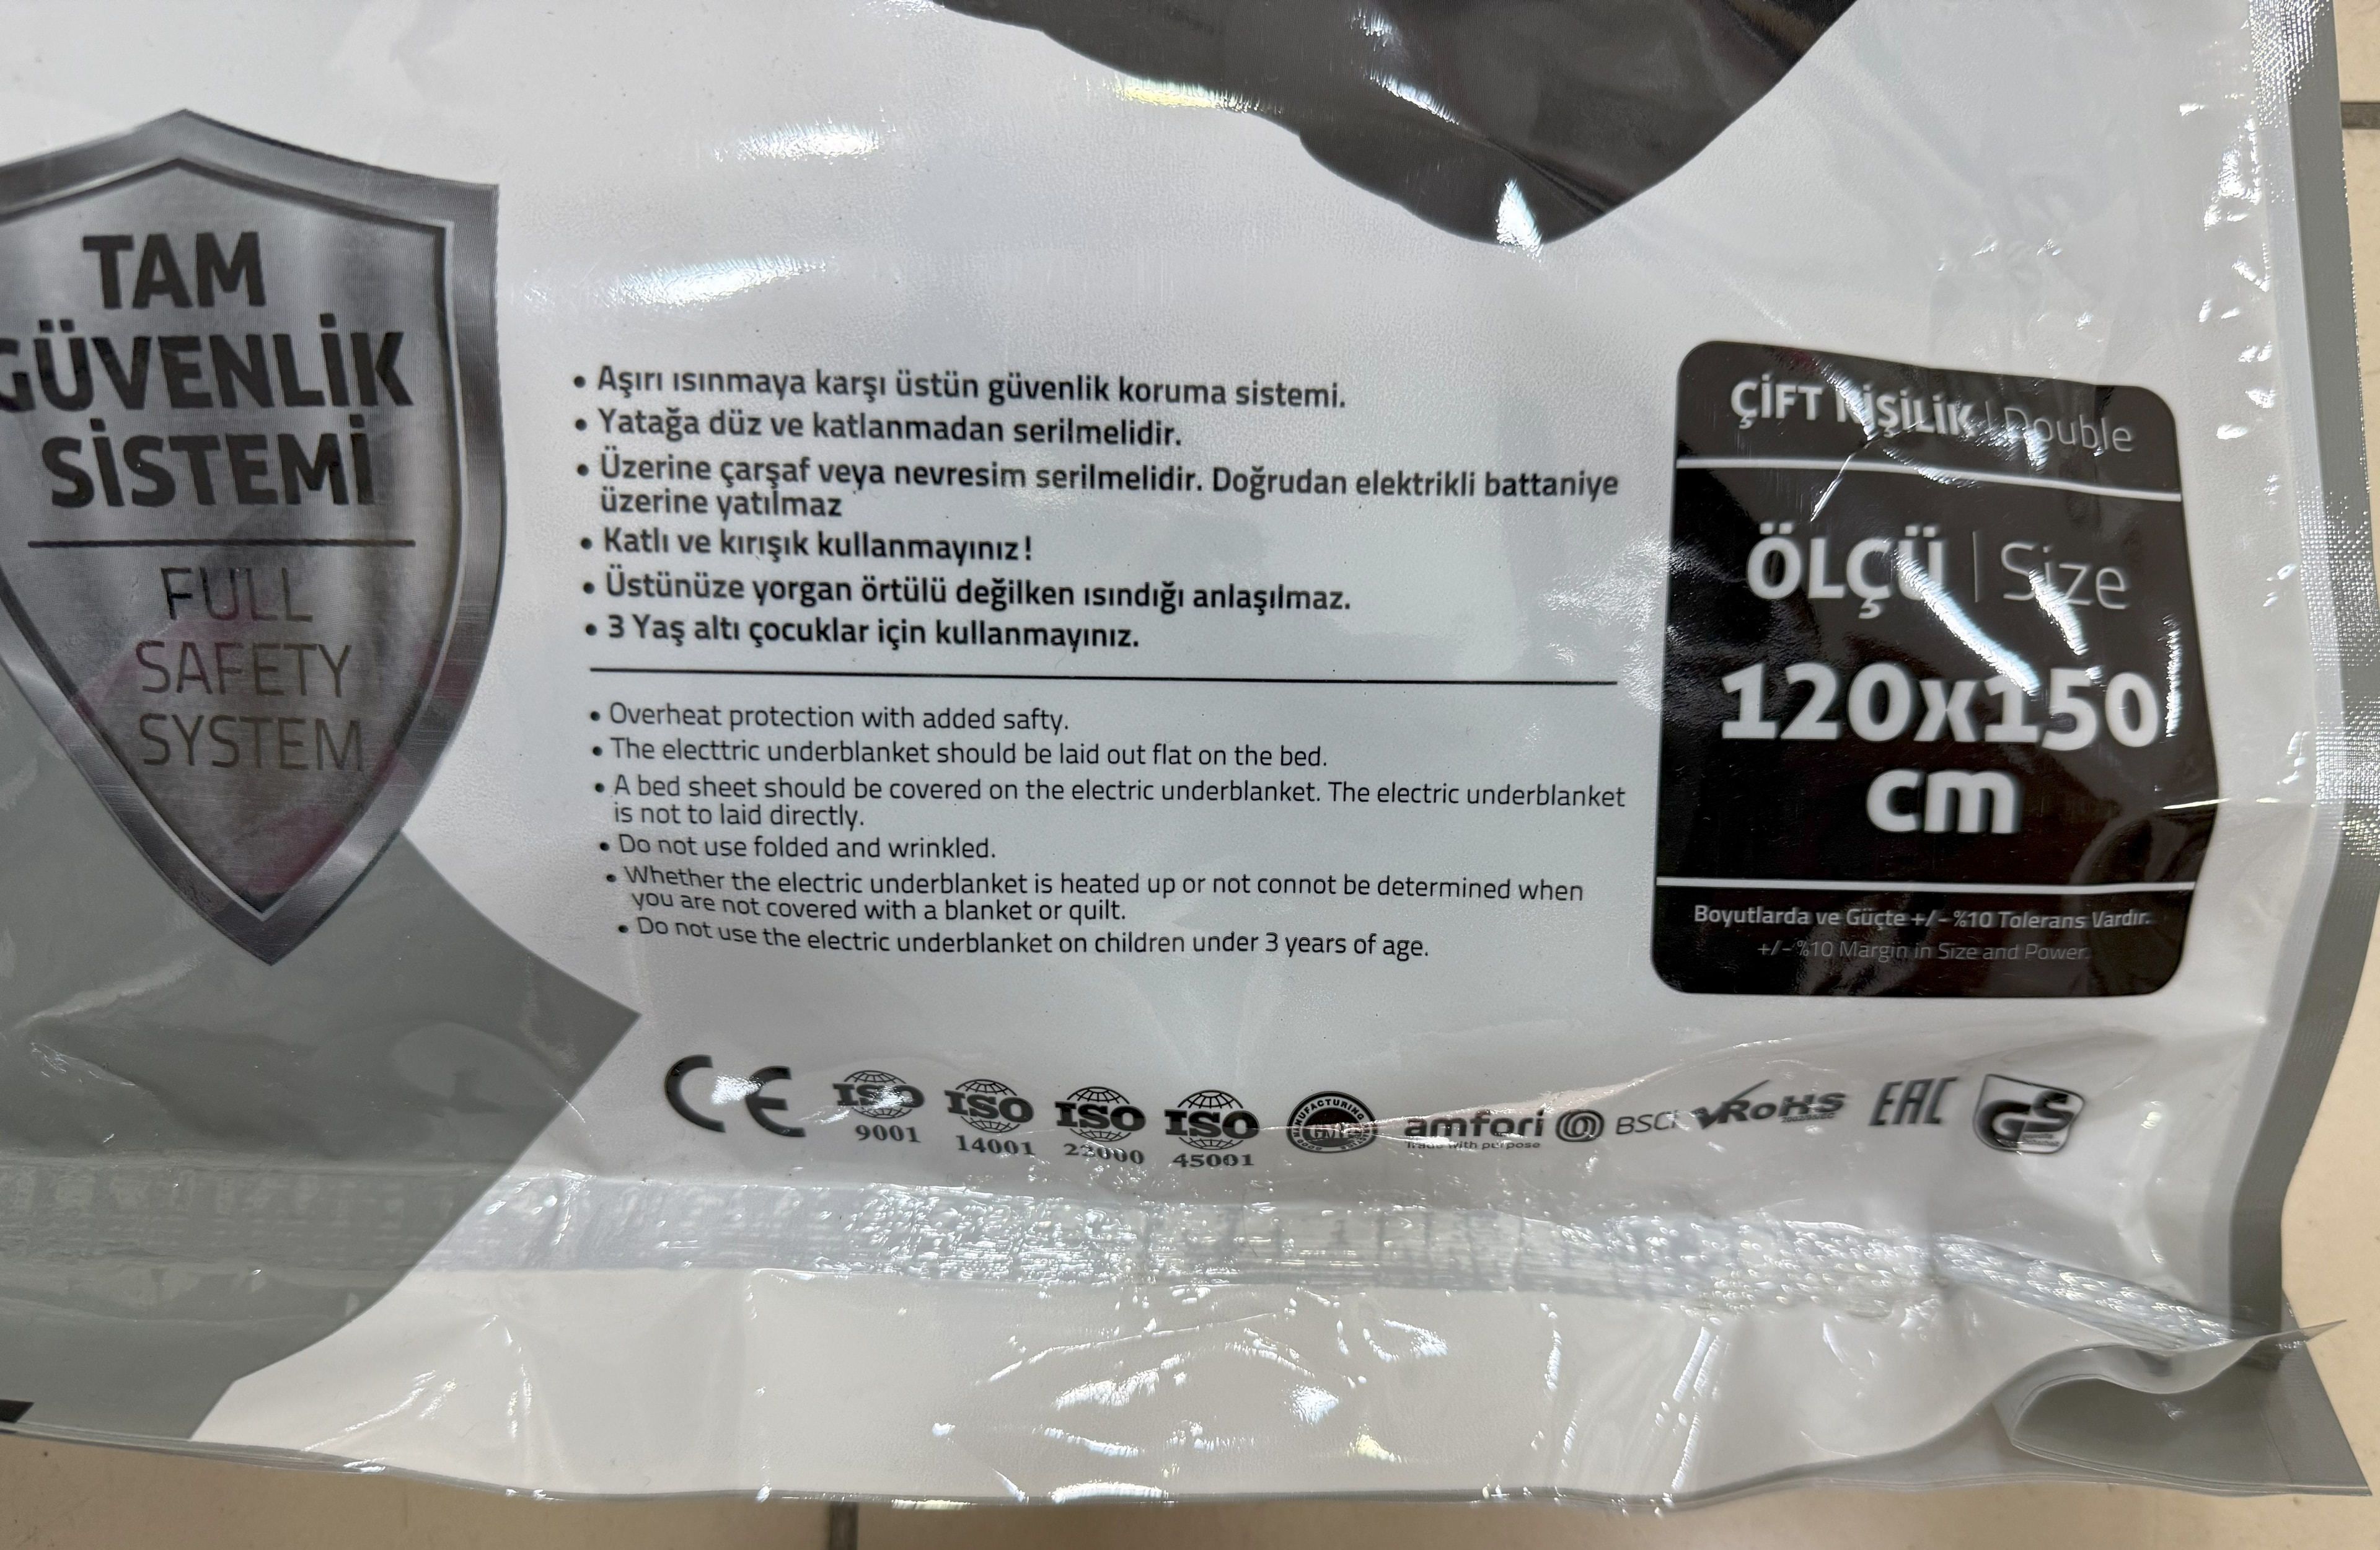 TAM
GÜVENLİK
SİSTEMİ
FULL
SAFETY
SYSTEM
• Aşırı ısınmaya karşı üstün güvenlik koruma sistemi.
• Yatağa düz ve katlanmadan serilmelidir.
• Üzerine çarşaf veya nevresim serilmelidir. Doğrudan elektrikli battaniye
üzerine yatılmaz
• Katlı ve kırışık kullanmayınız!
• Üstünüze yorgan örtülü değilken ısındığı anlaşılmaz.
• 3 Yaş altı çocuklar için kullanmayınız.
• Overheat protection with added safty.
• The electtric underblanket should be laid out flat on the bed.
• A bed sheet should be covered on the electric underblanket. The electric underblanket
is not to laid directly.
• Do not use folded and wrinkled.
• Whether the electric underblanket is heated up or not connot be determined when
you are not covered with a blanket or quilt.
• Do not use the electric underblanket on children under 3 years of age.
ÇİFT KİŞİLİK | Double
ÖLÇÜ | Size
120x150
cm
Boyutlarda ve Güçte +/- %10 Tolerans Vardır.
+/- %10 Margin in Size and Power.
CE
ISO
9001
ISO
14001
ISO
22000
ISO
45001
MANUFACTURING
GMP
amfori BSCI
Trade with purpose
RoHS
EAC
GS